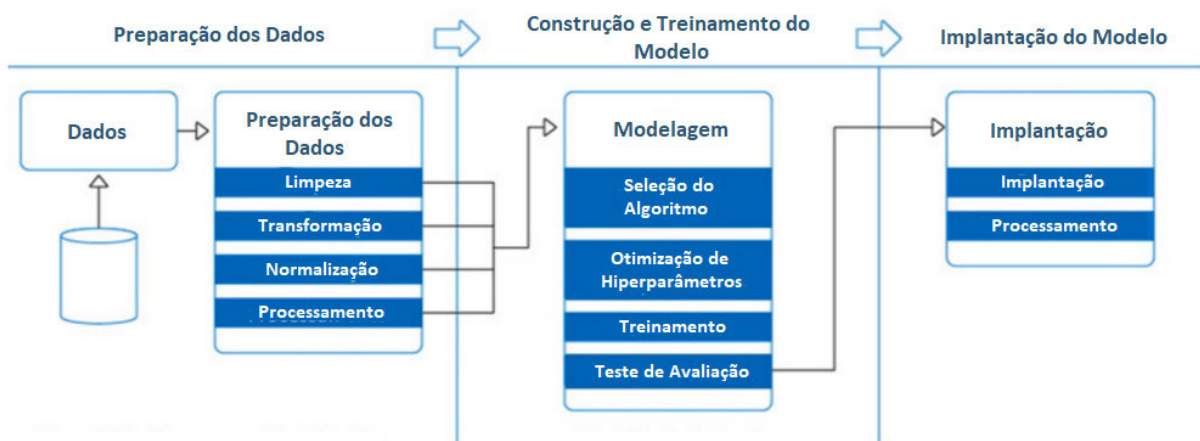 Preparação dos Dados
Construção e Treinamento do
Modelo
Implantação do Modelo
Dados
Preparação dos
Dados
Limpeza
Transformação
Normalização
Processamento
Modelagem
Seleção do
Algoritmo
Otimização de
Hiperparâmetros
Treinamento
Teste de Avaliação
Implantação
Implantação
Processamento